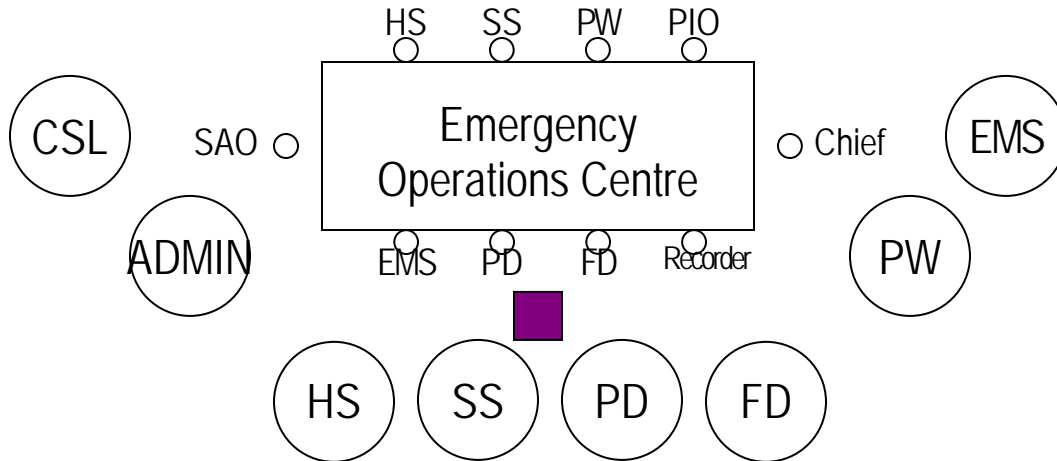 HS SS PW PIO
CSL SAO Emergency Chief EMS
Operations Centre
ADMIN EMS PD FD Recorder PW
HS SS PD FD